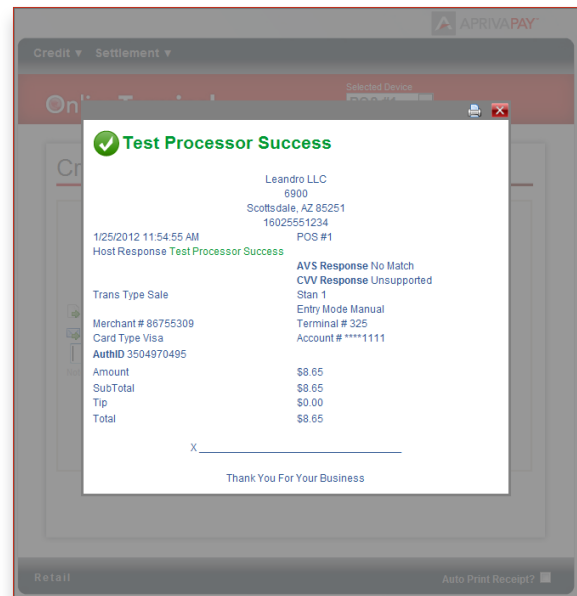 APRIVAPAY™
Credit ▾ Settlement ▾
Selected Device
Test Processor Success
Leandro LLC
6900
Scottsdale, AZ 85251
16025551234
1/25/2012 11:54:55 AM POS #1
Host Response Test Processor Success
AVS Response No Match
CVV Response Unsupported
Trans Type Sale Stan 1
Entry Mode Manual
Merchant # 86755309 Terminal # 325
Card Type Visa Account # ****1111
AuthID 3504970495
Amount $8.65
SubTotal $8.65
Tip $0.00
Total $8.65
X
Thank You For Your Business
Retail Auto Print Receipt?